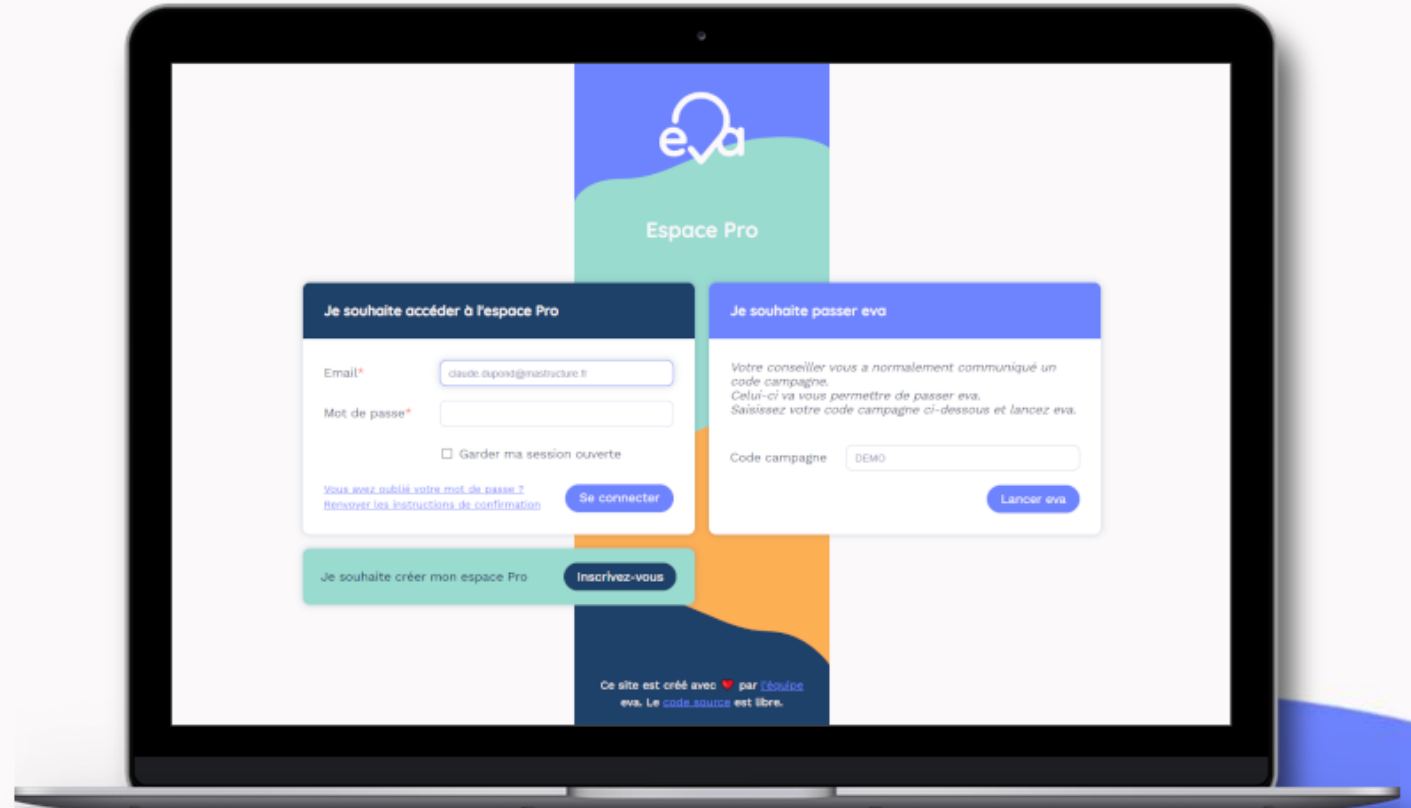 eva
Espace Pro
Je souhaite accéder à l'espace Pro
Email*
claude.dupond@mastructure.fr
Mot de passe*
Garder ma session ouverte
Vous avez oublié votre mot de passe ?
Renvoyer les instructions de confirmation
Se connecter
Je souhaite créer mon espace Pro
Inscrivez-vous
Je souhaite passer eva
Votre conseiller vous a normalement communiqué un
code campagne.
Celui-ci va vous permettre de passer eva.
Saisissez votre code campagne ci-dessous et lancez eva.
Code campagne
DEMO
Lancer eva
Ce site est créé avec ❤ par l'équipe
eva. Le code source est libre.